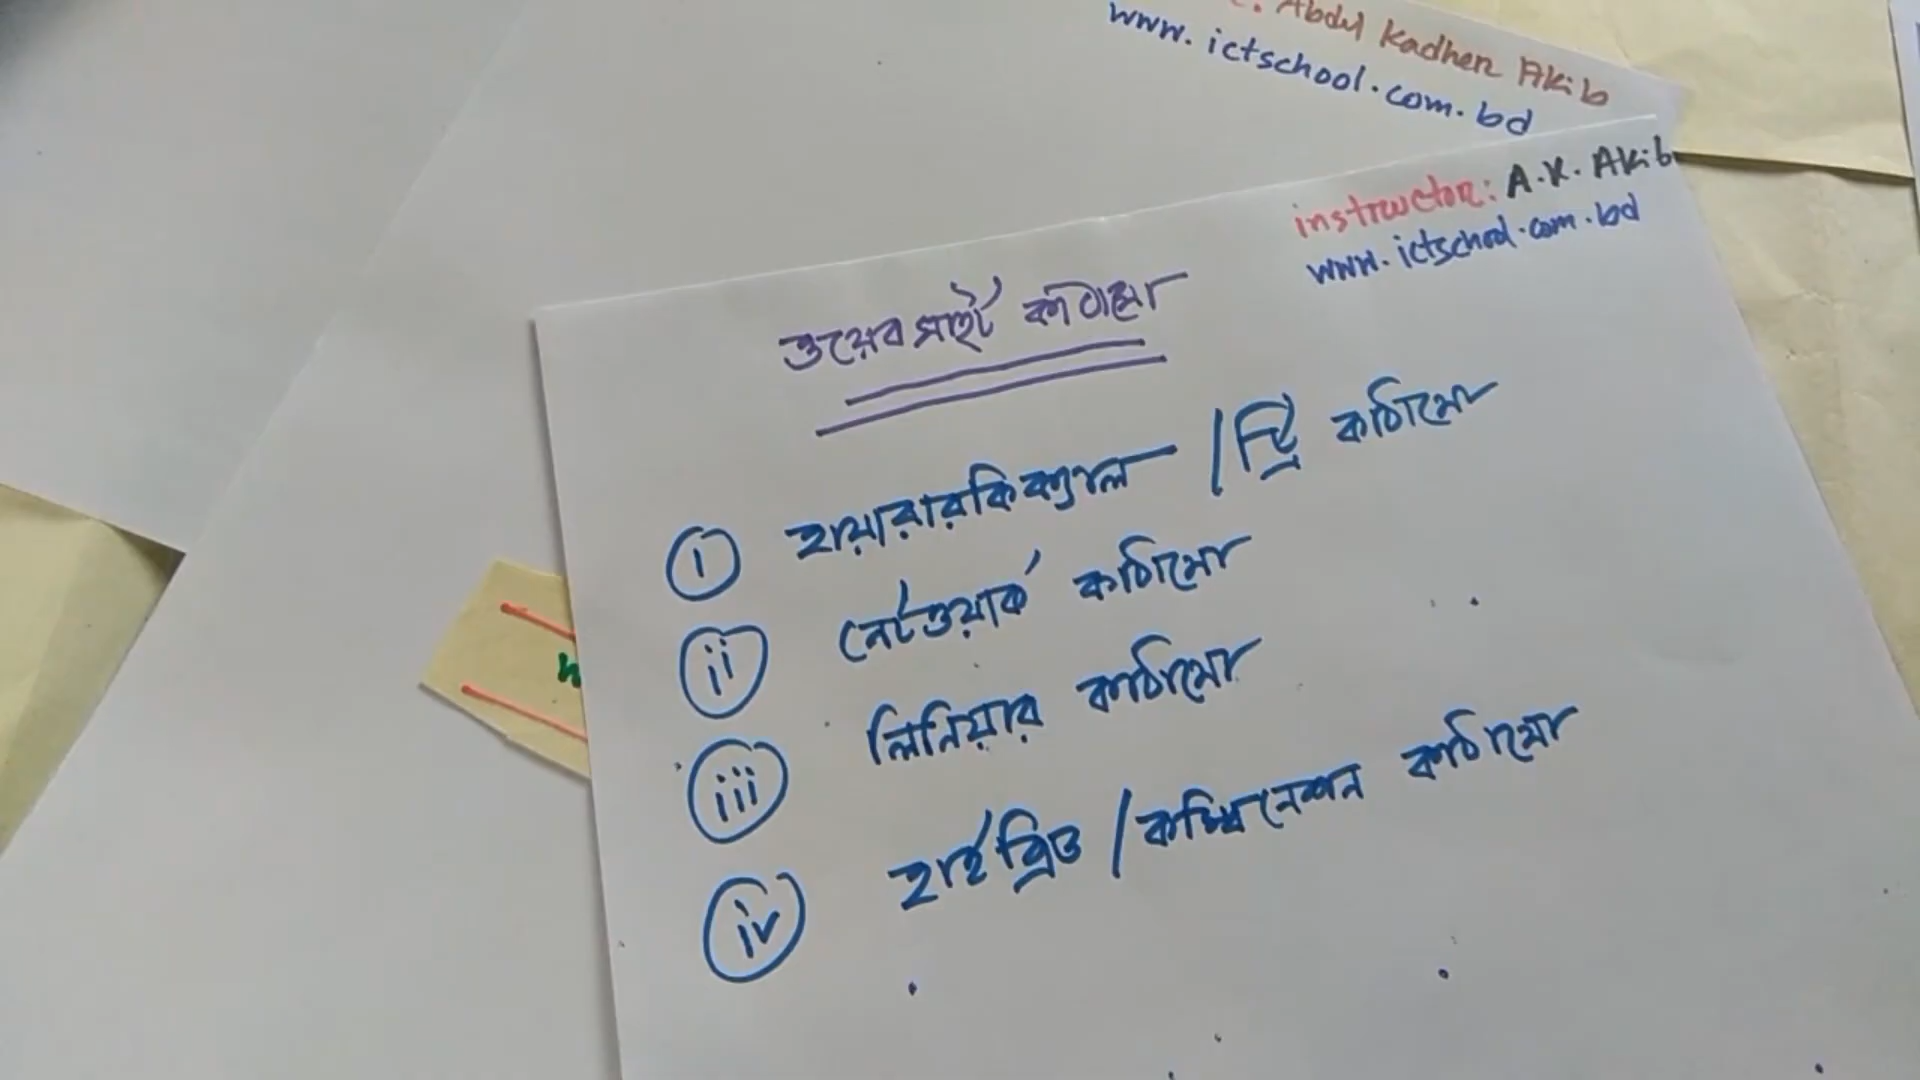 Abdul Kadher Akib
www.ictschool.com.bd
instructor: A.K. Akib
www.ictschool.com.bd
ওয়েবসাইট কাঠামো
i হায়ারারকিক্যাল / ট্রি কাঠামো
ii নেটওয়ার্ক কাঠামো
iii লিনিয়ার কাঠামো
iv হাইব্রিড / কম্বিনেশন কাঠামো